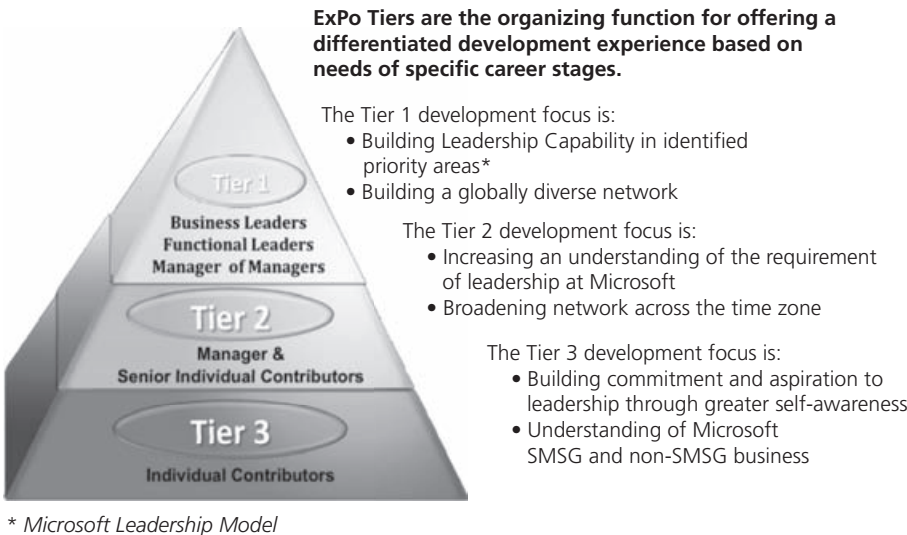 ExPo Tiers are the organizing function for offering a
differentiated development experience based on
needs of specific career stages.
The Tier 1 development focus is:
• Building Leadership Capability in identified
priority areas*
• Building a globally diverse network
Tier 1
Business Leaders
Functional Leaders
Manager of Managers
The Tier 2 development focus is:
• Increasing an understanding of the requirement
of leadership at Microsoft
• Broadening network across the time zone
Tier 2
Manager &
Senior Individual Contributors
The Tier 3 development focus is:
• Building commitment and aspiration to
leadership through greater self-awareness
• Understanding of Microsoft
SMSG and non-SMSG business
Tier 3
Individual Contributors
* Microsoft Leadership Model